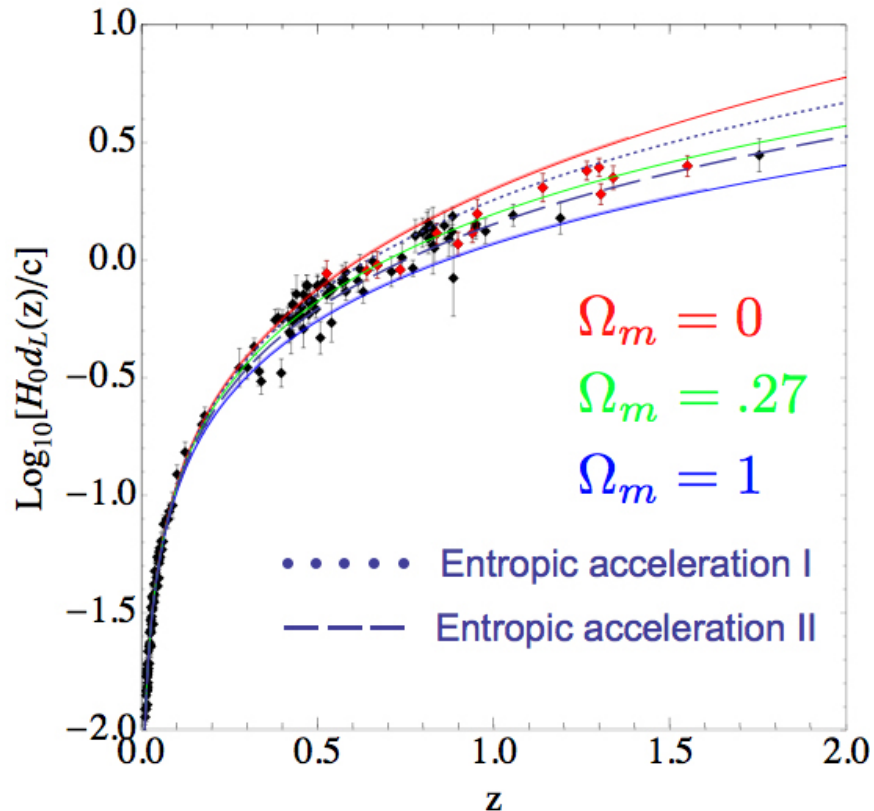 1.0
0.5
0.0
−0.5
−1.0
−1.5
−2.0
Log₁₀[H₀d_L(z)/c]
Ωₘ = 0
Ωₘ = .27
Ωₘ = 1
Entropic acceleration I
Entropic acceleration II
0.0 0.5 1.0 1.5 2.0
z